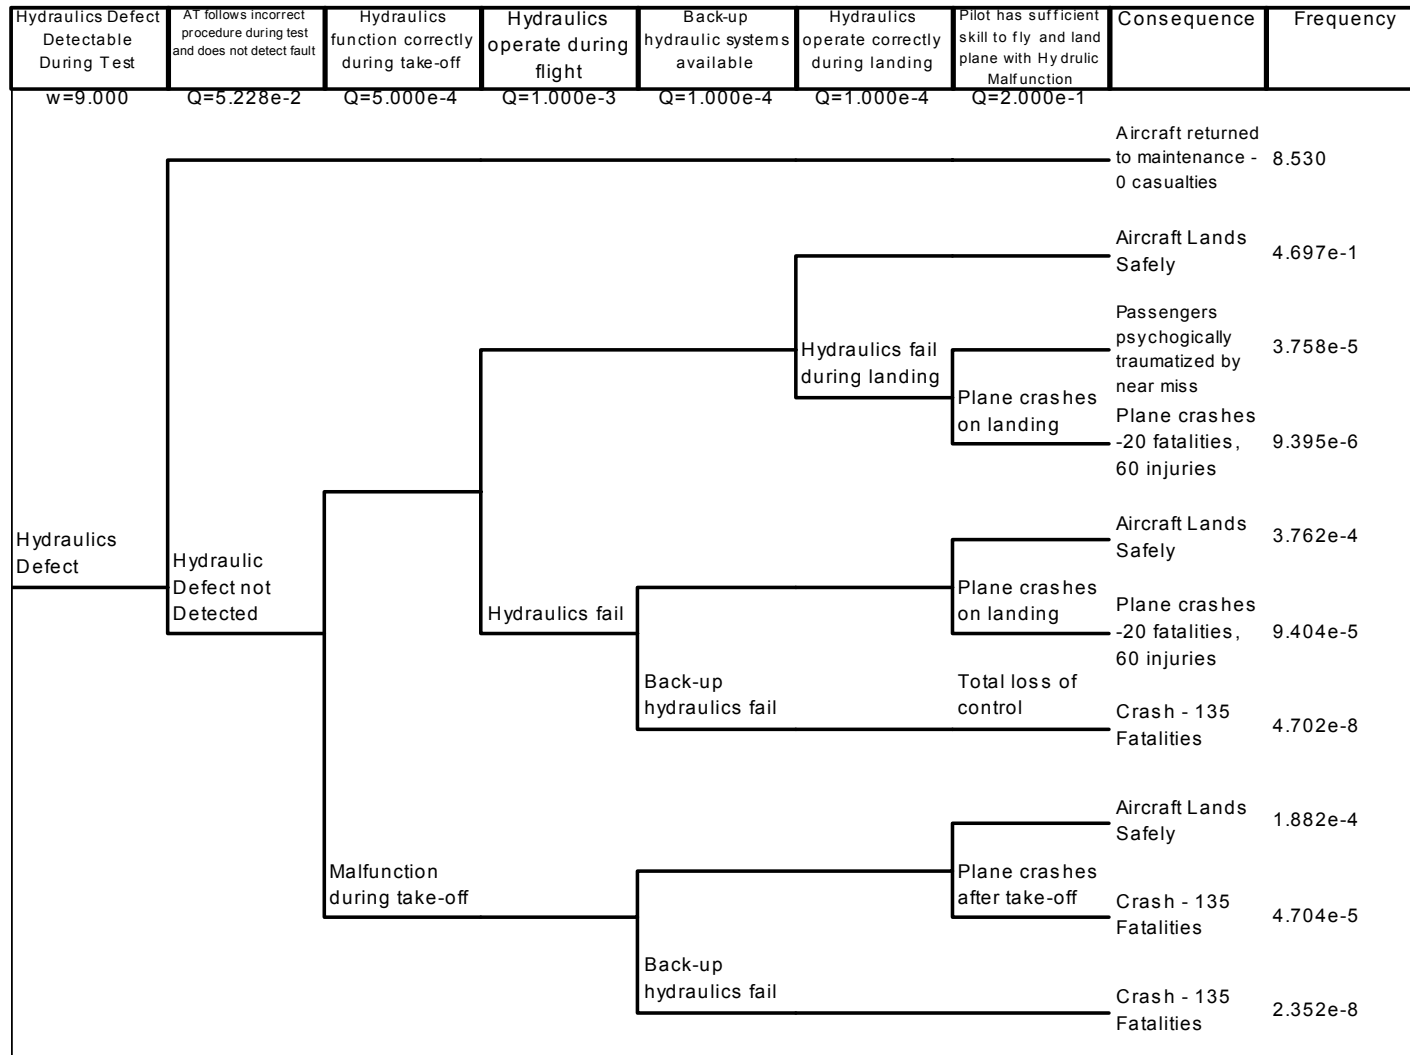 Hydraulics Defect
Detectable
During Test
AT follows incorrect
procedure during test
and does not detect fault
Hydraulics
function correctly
during take-off
Hydraulics
operate during
flight
Back-up
hydraulic systems
available
Hydraulics
operate correctly
during landing
Pilot has sufficient
skill to fly and land
plane with Hydrulic
Malfunction
Consequence
Frequency
w=9.000
Q=5.228e-2
Q=5.000e-4
Q=1.000e-3
Q=1.000e-4
Q=1.000e-4
Q=2.000e-1
Aircraft returned
to maintenance -
0 casualties
8.530
Aircraft Lands
Safely
4.697e-1
Hydraulics fail
during landing
Passengers
psychogically
traumatized by
near miss
3.758e-5
Plane crashes
on landing
Plane crashes
-20 fatalities,
60 injuries
9.395e-6
Hydraulics
Defect
Hydraulic
Defect not
Detected
Hydraulics fail
Aircraft Lands
Safely
3.762e-4
Plane crashes
on landing
Plane crashes
-20 fatalities,
60 injuries
9.404e-5
Back-up
hydraulics fail
Total loss of
control
Crash - 135
Fatalities
4.702e-8
Malfunction
during take-off
Aircraft Lands
Safely
1.882e-4
Plane crashes
after take-off
Crash - 135
Fatalities
4.704e-5
Back-up
hydraulics fail
Crash - 135
Fatalities
2.352e-8